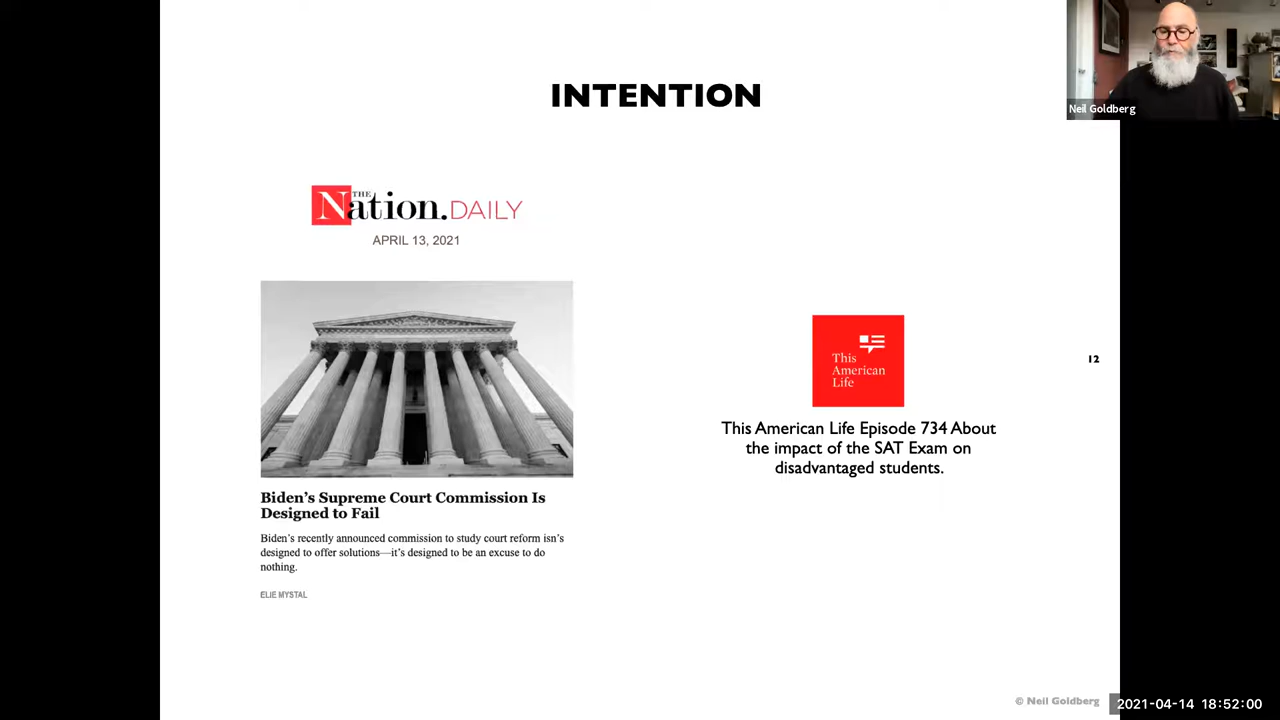 INTENTION
THE
Nation.DAILY
APRIL 13, 2021
Biden’s Supreme Court Commission Is
Designed to Fail
Biden’s recently announced commission to study court reform isn’s
designed to offer solutions—it’s designed to be an excuse to do
nothing.
ELIE MYSTAL
This
American
Life
This American Life Episode 734 About
the impact of the SAT Exam on
disadvantaged students.
12
Neil Goldberg
© Neil Goldberg
2021-04-14 18:52:00